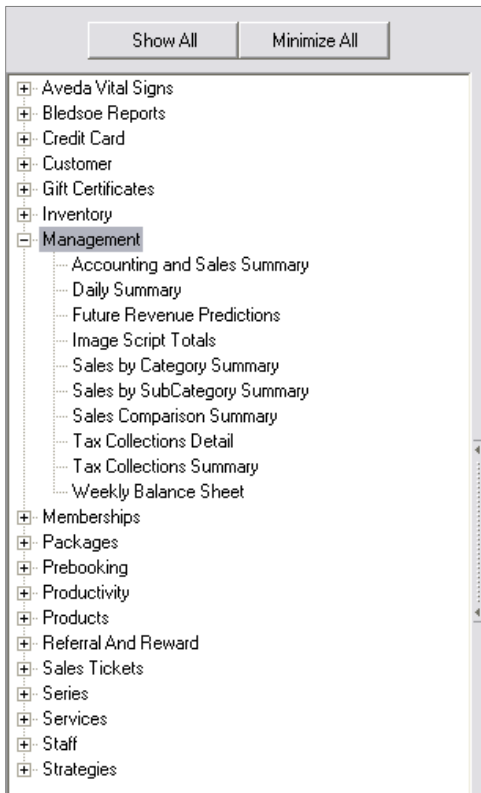 Show All Minimize All
Aveda Vital Signs
Bledsoe Reports
Credit Card
Customer
Gift Certificates
Inventory
Management
Accounting and Sales Summary
Daily Summary
Future Revenue Predictions
Image Script Totals
Sales by Category Summary
Sales by SubCategory Summary
Sales Comparison Summary
Tax Collections Detail
Tax Collections Summary
Weekly Balance Sheet
Memberships
Packages
Prebooking
Productivity
Products
Referral And Reward
Sales Tickets
Series
Services
Staff
Strategies